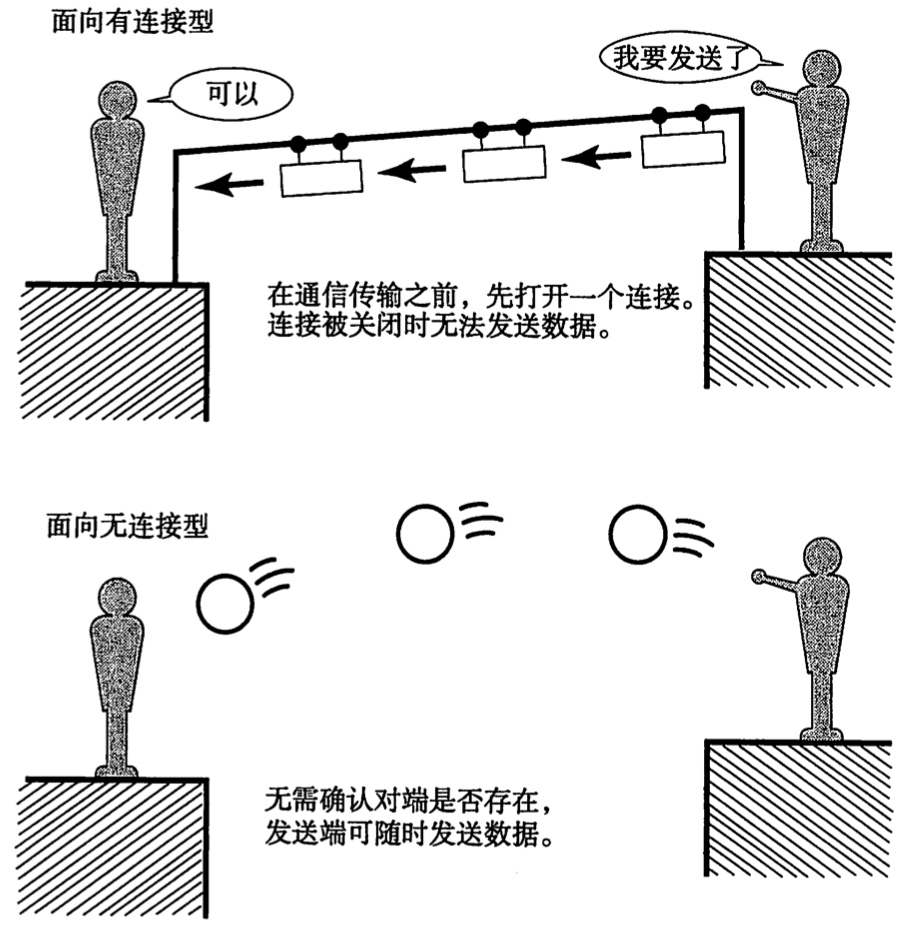 面向有连接型
我要发送了
可以
在通信传输之前，先打开一个连接。
连接被关闭时无法发送数据。
面向无连接型
无需确认对端是否存在，
发送端可随时发送数据。